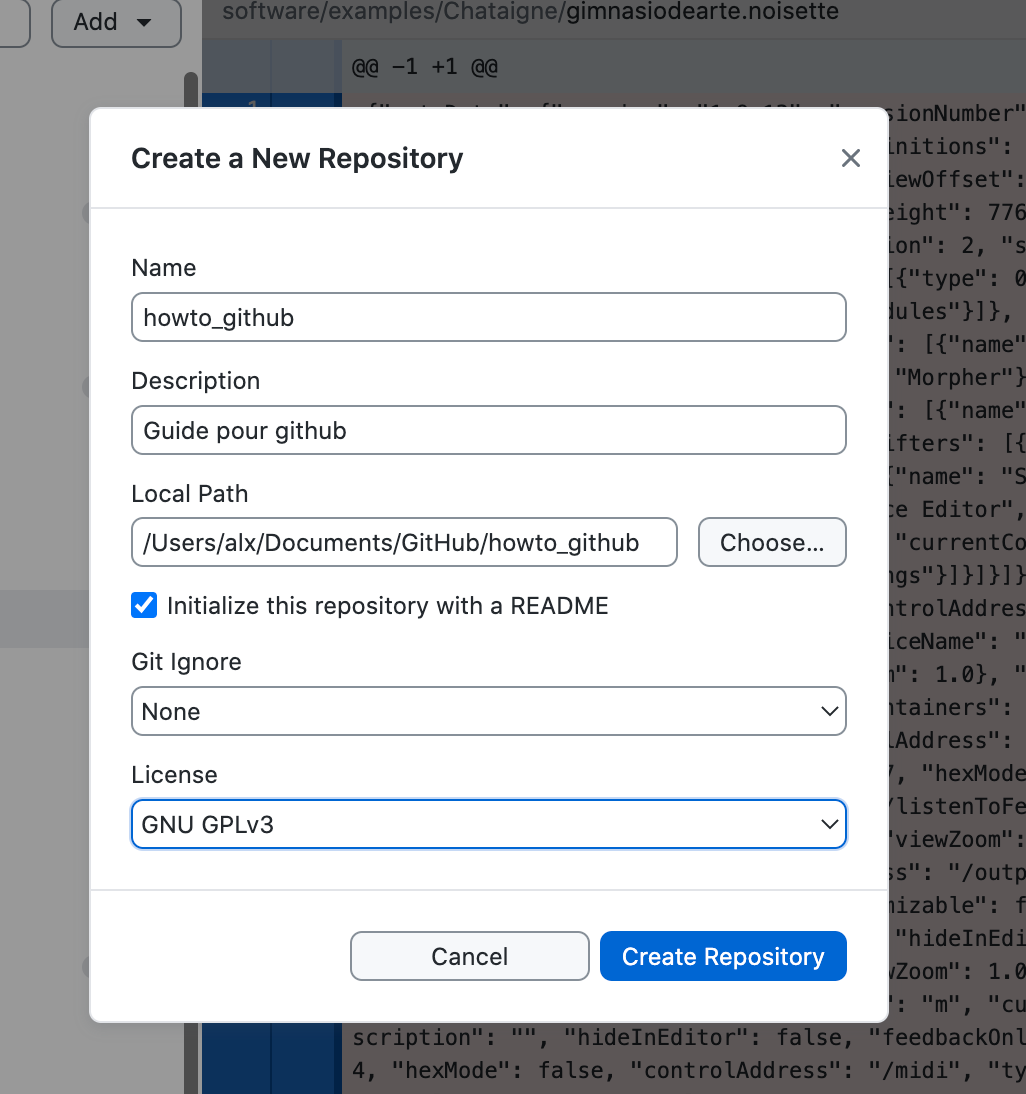 Add
software/examples/Chataigne/gimnasiodearte.noisette
@@ -1 +1 @@
1
sionNumber"
Create a New Repository
initions":
iewOffset":
eight": 776
ion": 2, "s
Name
[{"type": 0
howto_github
dules"}]},
": [{"name"
Description
"Morpher"}
": [{"name"
Guide pour github
ifters": [{
{"name": "S
Local Path
ce Editor",
/Users/alx/Documents/GitHub/howto_github
Choose...
"currentCo
ngs"}]}]}]}
Initialize this repository with a README
ntrolAddres
iceName": "
Git Ignore
": 1.0}, "
None
ntainers":
lAddress":
License
, "hexMode
/listenToFe
GNU GPLv3
"viewZoom":
ss": "/outp
mizable": f
"hideInEdi
Cancel
Create Repository
wZoom": 1.0
": "m", "cu
scription": "", "hideInEditor": false, "feedbackOnl
4, "hexMode": false, "controlAddress": "/midi", "ty